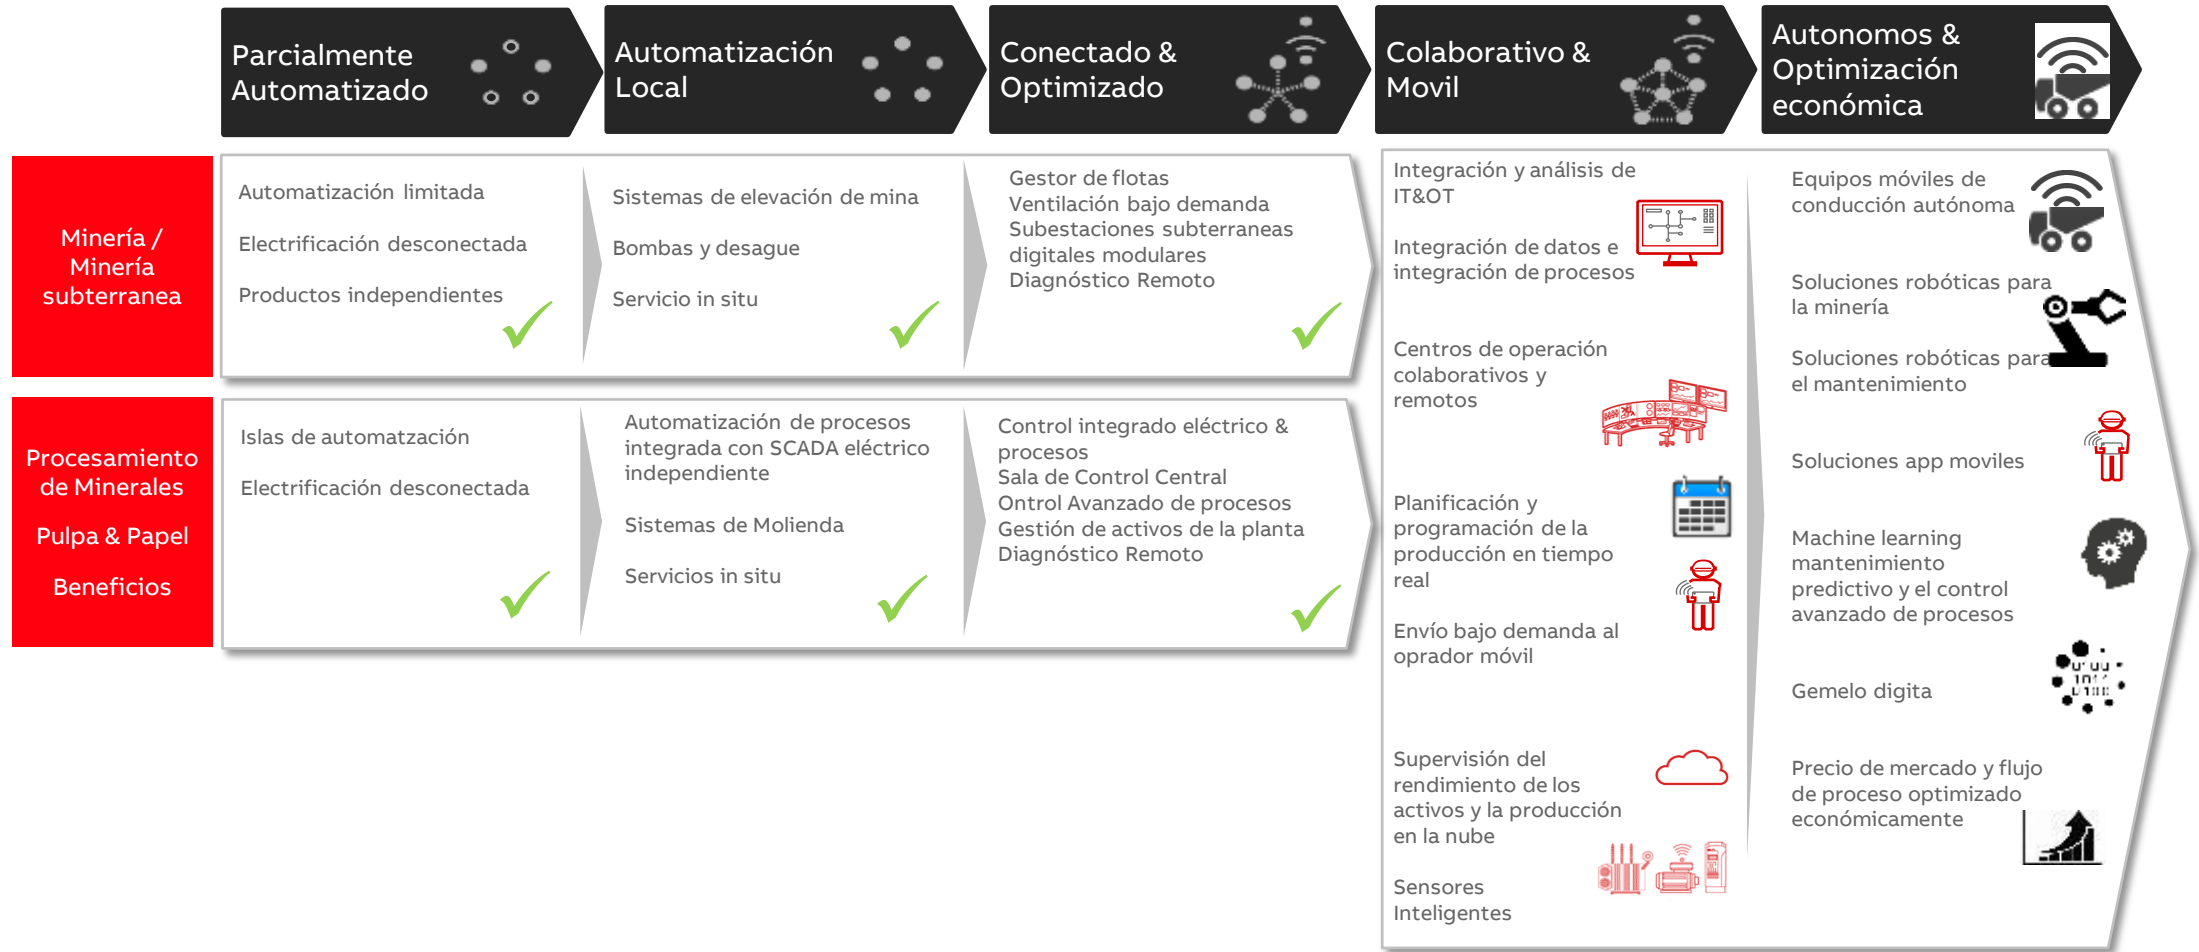 Parcialmente
Automatizado
Automatización
Local
Conectado &
Optimizado
Colaborativo &
Movil
Autonomos &
Optimización
económica
Minería /
Minería
subterranea
Automatización limitada
Electrificación desconectada
Productos independientes
Sistemas de elevación de mina
Bombas y desague
Servicio in situ
Gestor de flotas
Ventilación bajo demanda
Subestaciones subterraneas
digitales modulares
Diagnóstico Remoto
Procesamiento
de Minerales
Pulpa & Papel
Beneficios
Islas de automatzación
Electrificación desconectada
Automatización de procesos
integrada con SCADA eléctrico
independiente
Sistemas de Molienda
Servicios in situ
Control integrado eléctrico &
procesos
Sala de Control Central
Ontrol Avanzado de procesos
Gestión de activos de la planta
Diagnóstico Remoto
Integración y análisis de
IT&OT
Integración de datos e
integración de procesos
Centros de operación
colaborativos y
remotos
Planificación y
programación de la
producción en tiempo
real
Envío bajo demanda al
oprador móvil
Supervisión del
rendimiento de los
activos y la producción
en la nube
Sensores
Inteligentes
Equipos móviles de
conducción autónoma
Soluciones robóticas para
la minería
Soluciones robóticas para
el mantenimiento
Soluciones app moviles
Machine learning
mantenimiento
predictivo y el control
avanzado de procesos
Gemelo digita
Precio de mercado y flujo
de proceso optimizado
económicamente